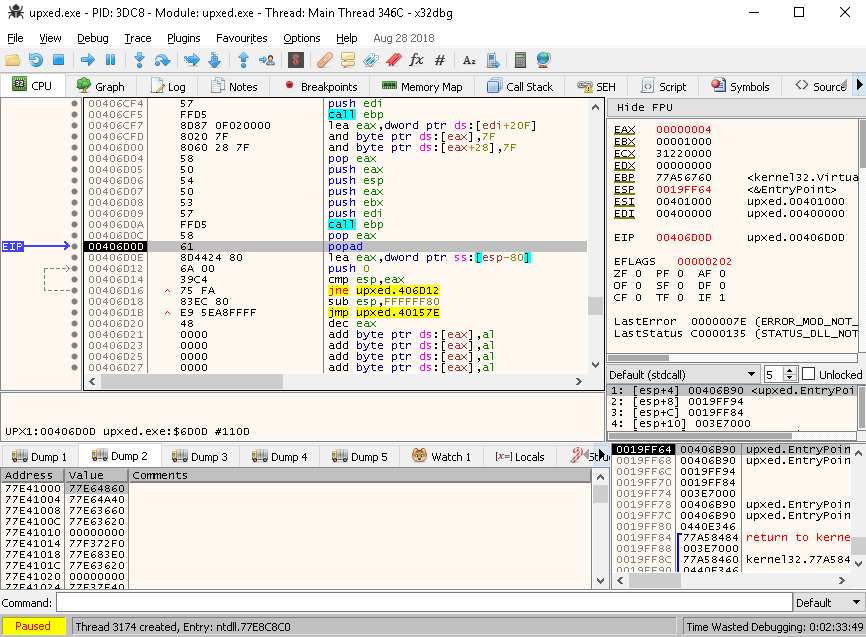 upxed.exe - PID: 3DC8 - Module: upxed.exe - Thread: Main Thread 346C - x32dbg
File View Debug Trace Plugins Favourites Options Help Aug 28 2018
CPU Graph Log Notes Breakpoints Memory Map Call Stack SEH Script Symbols Source
00406CF4 57 push edi
00406CF5 FFD5 call ebp
00406CF7 8D87 0F020000 lea eax,dword ptr ds:[edi+20F]
00406CFD 8020 7F and byte ptr ds:[eax],7F
00406D00 8060 28 7F and byte ptr ds:[eax+28],7F
00406D04 58 pop eax
00406D05 50 push eax
00406D06 54 push esp
00406D07 50 push eax
00406D08 53 push ebx
00406D09 57 push edi
00406D0A FFD5 call ebp
00406D0C 58 pop eax
EIP 00406D0D 61 popad
00406D0E 8D4424 80 lea eax,dword ptr ss:[esp-80]
00406D12 6A 00 push 0
00406D14 39C4 cmp esp,eax
00406D16 75 FA jne upxed.406D12
00406D18 83EC 80 sub esp,FFFFFF80
00406D1B E9 5EA8FFFF jmp upxed.40157E
00406D20 48 dec eax
00406D21 0000 add byte ptr ds:[eax],al
00406D23 0000 add byte ptr ds:[eax],al
00406D25 0000 add byte ptr ds:[eax],al
00406D27 0000 add byte ptr ds:[eax],al
Hide FPU
EAX 00000004
EBX 00001000
ECX 31220000
EDX 00000000
EBP 77A56760 <kernel32.Virtua
ESP 0019FF64 <&EntryPoint>
ESI 00401000 upxed.00401000
EDI 00400000 upxed.00400000
EIP 00406D0D upxed.00406D0D
EFLAGS 00000202
ZF 0 PF 0 AF 0
OF 0 SF 0 DF 0
CF 0 TF 0 IF 1
LastError 0000007E (ERROR_MOD_NOT_
LastStatus C0000135 (STATUS_DLL_NOT
Default (stdcall) 5 Unlocked
1: [esp+4] 00406B90 <upxed.EntryPoi
2: [esp+8] 0019FF94
3: [esp+C] 0019FF84
4: [esp+10] 003E7000
UPX1:00406D0D upxed.exe:$6D0D #110D
Dump 1 Dump 2 Dump 3 Dump 4 Dump 5 Watch 1 Locals
Address Value Comments
77E41000 77E64860
77E41004 77E64A40
77E41008 77E63660
77E4100C 77E63620
77E41010 00000000
77E41014 77F372F0
77E41018 77E683E0
77E4101C 77E63620
77E41020 00000000
77E41024 77E37E40
0019FF64 00406B90 upxed.EntryPoin
0019FF68 00406B90 upxed.EntryPoin
0019FF6C 0019FF94
0019FF70 0019FF84
0019FF74 003E7000
0019FF78 00406B90 upxed.EntryPoin
0019FF7C 00406B90 upxed.EntryPoin
0019FF80 0440E346
0019FF84 77A58484 return to kerne
0019FF88 003E7000
0019FF8C 77A58460 kernel32.77A584
0019FF90 0440E346
Command: Default
Paused Thread 3174 created, Entry: ntdll.77E8C8C0 Time Wasted Debugging: 0:02:33:49